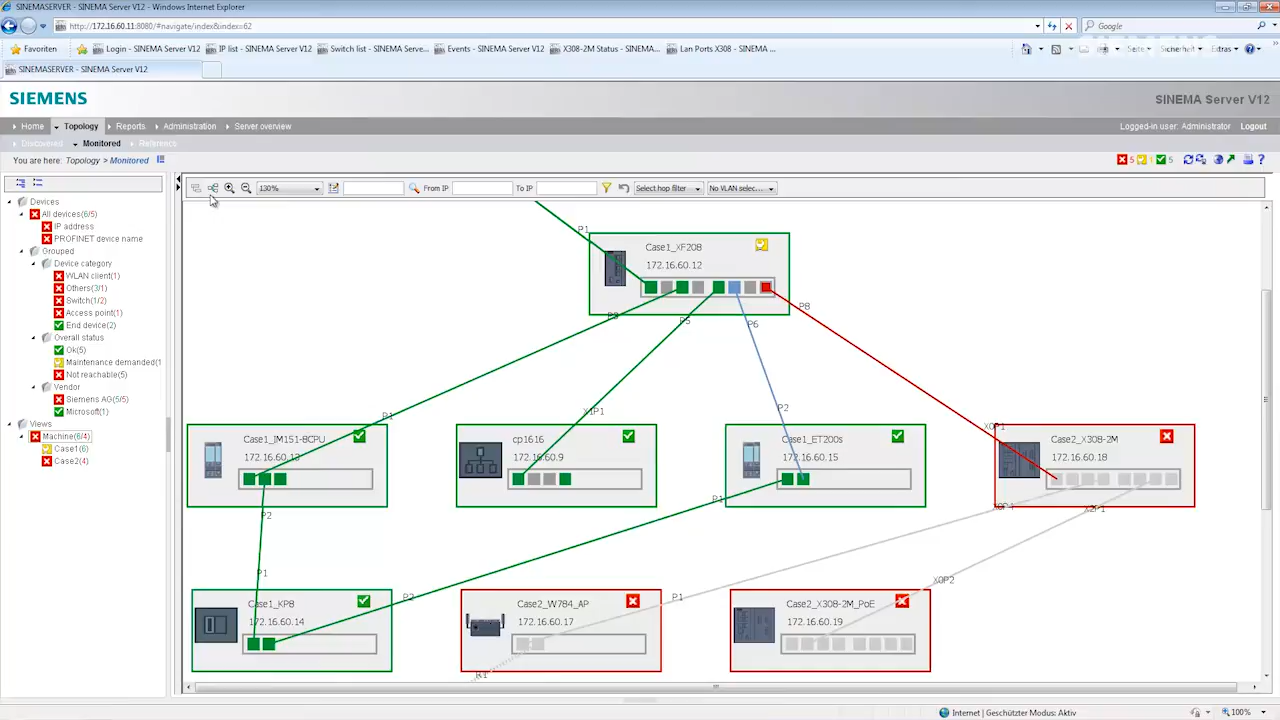 SINEMASERVER - SINEMA Server V12 - Windows Internet Explorer
http://172.16.60.11:8080/#navigate/index&index=62
Google
Favoriten
Login - SINEMA Server V12
IP list - SINEMA Server V12
Switch list - SINEMA Serve...
Events - SINEMA Server V12
X308-2M Status - SINEMA...
Lan Ports X308 - SINEMA ...
Seite
Sicherheit
Extras
SINEMASERVER - SINEMA Server V12
SIEMENS
SINEMA Server V12
Home
Topology
Reports
Administration
Server overview
Logged-in user: Administrator
Logout
Discovered
Monitored
Reference
You are here: Topology > Monitored
5
1
5
130%
From IP
To IP
Select hop filter
No VLAN selec...
Devices
All devices(6/5)
IP address
PROFINET device name
Grouped
Device category
WLAN client(1)
Others(3/1)
Switch(1/2)
Access point(1)
End device(2)
Overall status
Ok(5)
Maintenance demanded(1
Not reachable(5)
Vendor
Siemens AG(5/5)
Microsoft(1)
Views
Machine(6/4)
Case1(6)
Case2(4)
P1
Case1_XF208
172.16.60.12
P8
P5
P6
P1
X1P1
P2
X0P1
Case1_IM151-8CPU
172.16.60.13
cp1616
172.16.60.9
Case1_ET200s
172.16.60.15
Case2_X308-2M
172.16.60.18
P2
P1
X2P1
P1
P2
P1
X0P2
Case1_KP8
172.16.60.14
Case2_W784_AP
172.16.60.17
Case2_X308-2M_PoE
172.16.60.19
R1
Internet | Geschützter Modus: Aktiv
100%